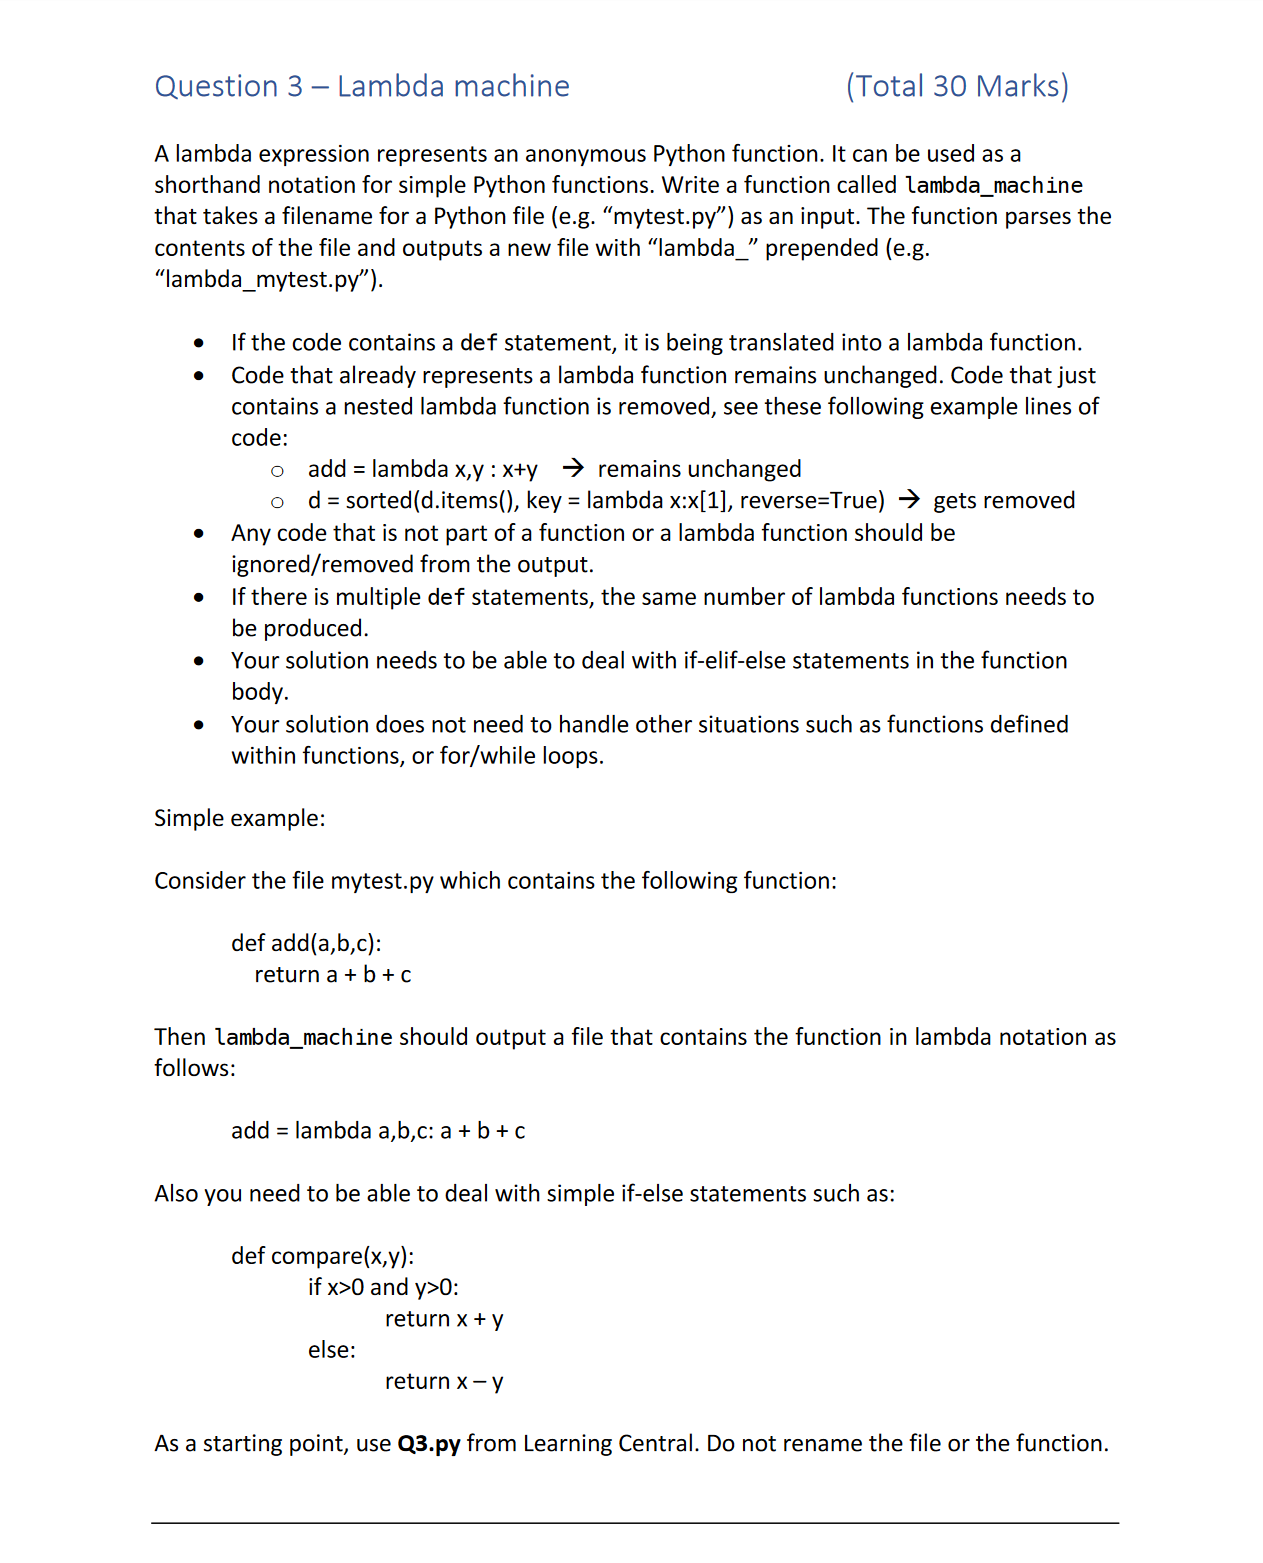 Question 3 – Lambda machine (Total 30 Marks)
A lambda expression represents an anonymous Python function. It can be used as a
shorthand notation for simple Python functions. Write a function called lambda_machine
that takes a filename for a Python file (e.g. “mytest.py”) as an input. The function parses the
contents of the file and outputs a new file with “lambda_” prepended (e.g.
“lambda_mytest.py”).
• If the code contains a def statement, it is being translated into a lambda function.
• Code that already represents a lambda function remains unchanged. Code that just
contains a nested lambda function is removed, see these following example lines of
code:
o add = lambda x,y : x+y → remains unchanged
o d = sorted(d.items(), key = lambda x:x[1], reverse=True) → gets removed
• Any code that is not part of a function or a lambda function should be
ignored/removed from the output.
• If there is multiple def statements, the same number of lambda functions needs to
be produced.
• Your solution needs to be able to deal with if-elif-else statements in the function
body.
• Your solution does not need to handle other situations such as functions defined
within functions, or for/while loops.
Simple example:
Consider the file mytest.py which contains the following function:
def add(a,b,c):
return a + b + c
Then lambda_machine should output a file that contains the function in lambda notation as
follows:
add = lambda a,b,c: a + b + c
Also you need to be able to deal with simple if-else statements such as:
def compare(x,y):
if x>0 and y>0:
return x + y
else:
return x – y
As a starting point, use Q3.py from Learning Central. Do not rename the file or the function.